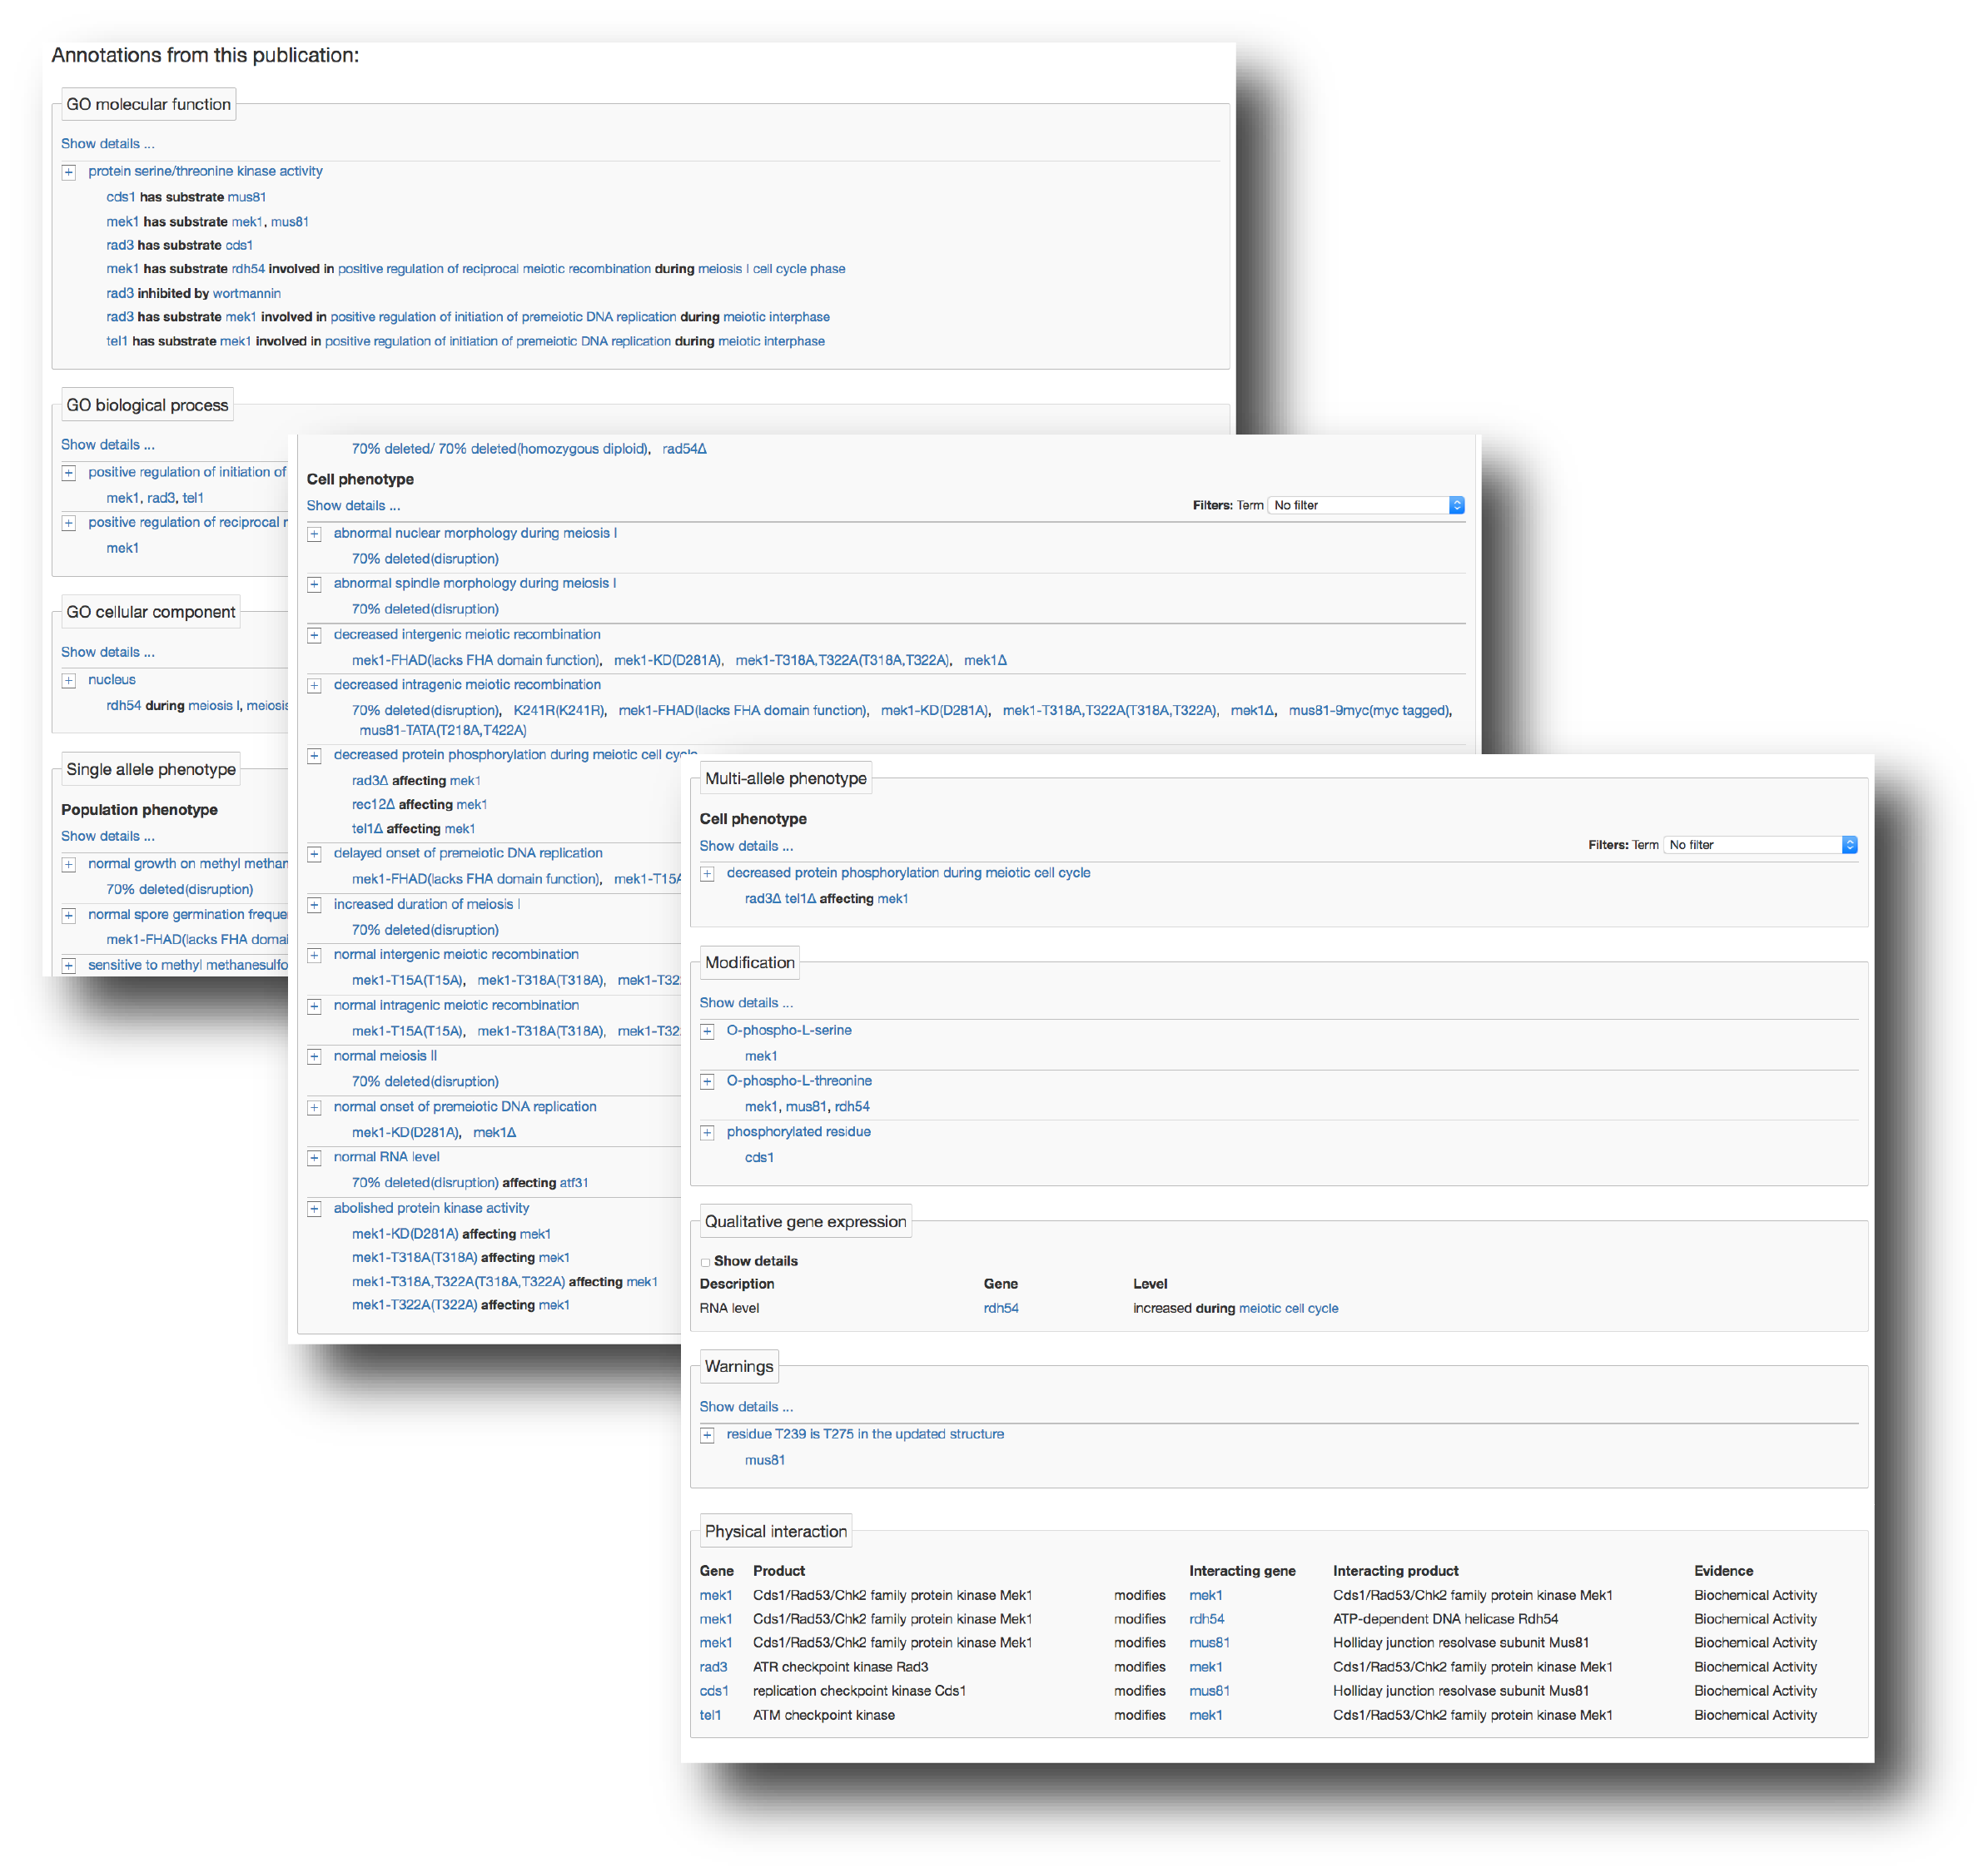 Annotations from this publication:
GO molecular function
Show details ...
protein serine/threonine kinase activity
cds1 has substrate mus81
mek1 has substrate mek1, mus81
rad3 has substrate cds1
mek1 has substrate rdh54 involved in positive regulation of reciprocal meiotic recombination during meiosis I cell cycle phase
rad3 inhibited by wortmannin
rad3 has substrate mek1 involved in positive regulation of initiation of premeiotic DNA replication during meiotic interphase
tel1 has substrate mek1 involved in positive regulation of initiation of premeiotic DNA replication during meiotic interphase
GO biological process
Show details ...
positive regulation of initiation of
mek1, rad3, tel1
positive regulation of reciprocal
mek1
GO cellular component
Show details ...
nucleus
rdh54 during meiosis I, meiosis
Single allele phenotype
Population phenotype
Show details ...
normal growth on methyl
70% deleted(disruption)
normal spore germination
mek1-FHAD(lacks FHA
sensitive to methyl
70% deleted/ 70% deleted(homozygous diploid), rad54Δ
Cell phenotype
Show details ...
Filters: Term No filter
abnormal nuclear morphology during meiosis I
70% deleted(disruption)
abnormal spindle morphology during meiosis I
70% deleted(disruption)
decreased intergenic meiotic recombination
mek1-FHAD(lacks FHA domain function), mek1-KD(D281A), mek1-T318A,T322A(T318A,T322A), mek1Δ
decreased intragenic meiotic recombination
70% deleted(disruption), K241R(K241R), mek1-FHAD(lacks FHA domain function), mek1-KD(D281A), mek1-T318A,T322A(T318A,T322A), mek1Δ, mus81-9myc(myc tagged),
mus81-TATA(T218A,T422A)
decreased protein phosphorylation during meiotic cell cycle
rad3Δ affecting mek1
rec12Δ affecting mek1
tel1Δ affecting mek1
delayed onset of premeiotic DNA replication
mek1-FHAD(lacks FHA domain function), mek1-T15A
increased duration of meiosis I
70% deleted(disruption)
normal intergenic meiotic recombination
mek1-T15A(T15A), mek1-T318A(T318A), mek1-T32
normal intragenic meiotic recombination
mek1-T15A(T15A), mek1-T318A(T318A), mek1-T32
normal meiosis II
70% deleted(disruption)
normal onset of premeiotic DNA replication
mek1-KD(D281A), mek1Δ
normal RNA level
70% deleted(disruption) affecting atf31
abolished protein kinase activity
mek1-KD(D281A) affecting mek1
mek1-T318A(T318A) affecting mek1
mek1-T318A,T322A(T318A,T322A) affecting mek1
mek1-T322A(T322A) affecting mek1
Multi-allele phenotype
Cell phenotype
Show details ...
Filters: Term No filter
decreased protein phosphorylation during meiotic cell cycle
rad3Δ tel1Δ affecting mek1
Modification
Show details ...
O-phospho-L-serine
mek1
O-phospho-L-threonine
mek1, mus81, rdh54
phosphorylated residue
cds1
Qualitative gene expression
Show details
Description Gene Level
RNA level rdh54 increased during meiotic cell cycle
Warnings
Show details ...
residue T239 is T275 in the updated structure
mus81
Physical interaction
Gene Product Interacting gene Interacting product Evidence
mek1 Cds1/Rad53/Chk2 family protein kinase Mek1 modifies mek1 Cds1/Rad53/Chk2 family protein kinase Mek1 Biochemical Activity
mek1 Cds1/Rad53/Chk2 family protein kinase Mek1 modifies rdh54 ATP-dependent DNA helicase Rdh54 Biochemical Activity
mek1 Cds1/Rad53/Chk2 family protein kinase Mek1 modifies mus81 Holliday junction resolvase subunit Mus81 Biochemical Activity
rad3 ATR checkpoint kinase Rad3 modifies mek1 Cds1/Rad53/Chk2 family protein kinase Mek1 Biochemical Activity
cds1 replication checkpoint kinase Cds1 modifies mus81 Holliday junction resolvase subunit Mus81 Biochemical Activity
tel1 ATM checkpoint kinase modifies mek1 Cds1/Rad53/Chk2 family protein kinase Mek1 Biochemical Activity